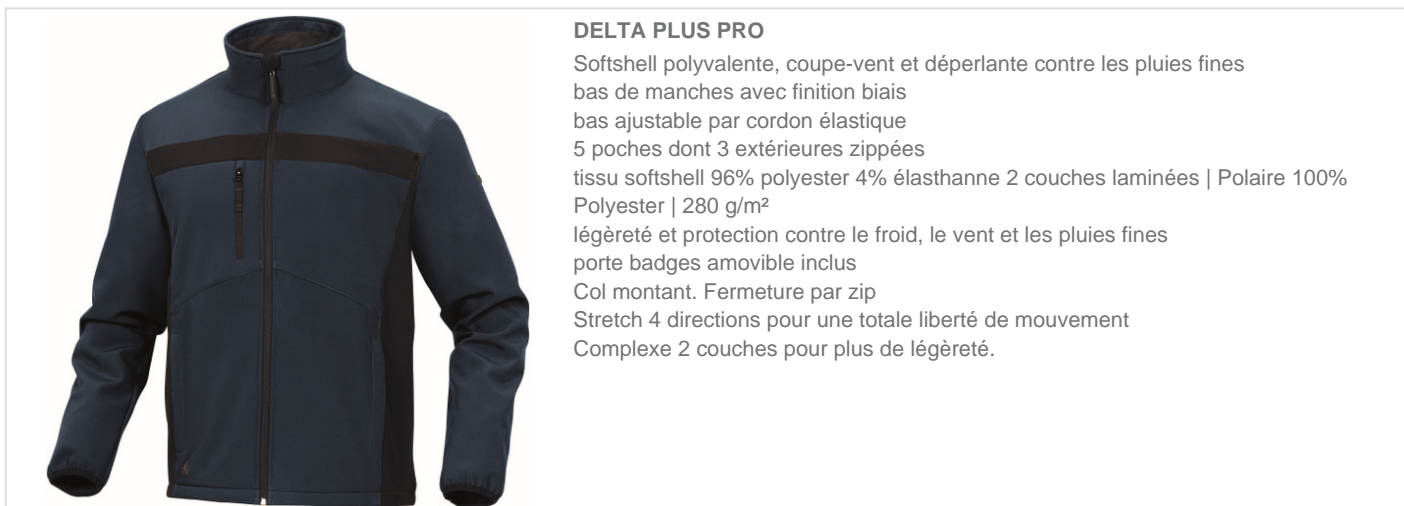 DELTA PLUS PRO
Softshell polyvalente, coupe-vent et déperlante contre les pluies fines
bas de manches avec finition biais
bas ajustable par cordon élastique
5 poches dont 3 extérieures zippées
tissu softshell 96% polyester 4% élasthanne 2 couches laminées | Polaire 100%
Polyester | 280 g/m²
légèreté et protection contre le froid, le vent et les pluies fines
porte badges amovible inclus
Col montant. Fermeture par zip
Stretch 4 directions pour une totale liberté de mouvement
Complexe 2 couches pour plus de légèreté.